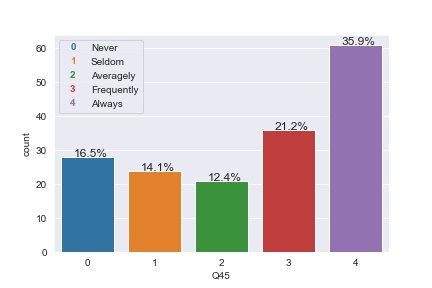 0 Never
1 Seldom
2 Averagely
3 Frequently
4 Always
16.5%
14.1%
12.4%
21.2%
35.9%
60
50
40
30
20
10
0
count
0 1 2 3 4
Q45